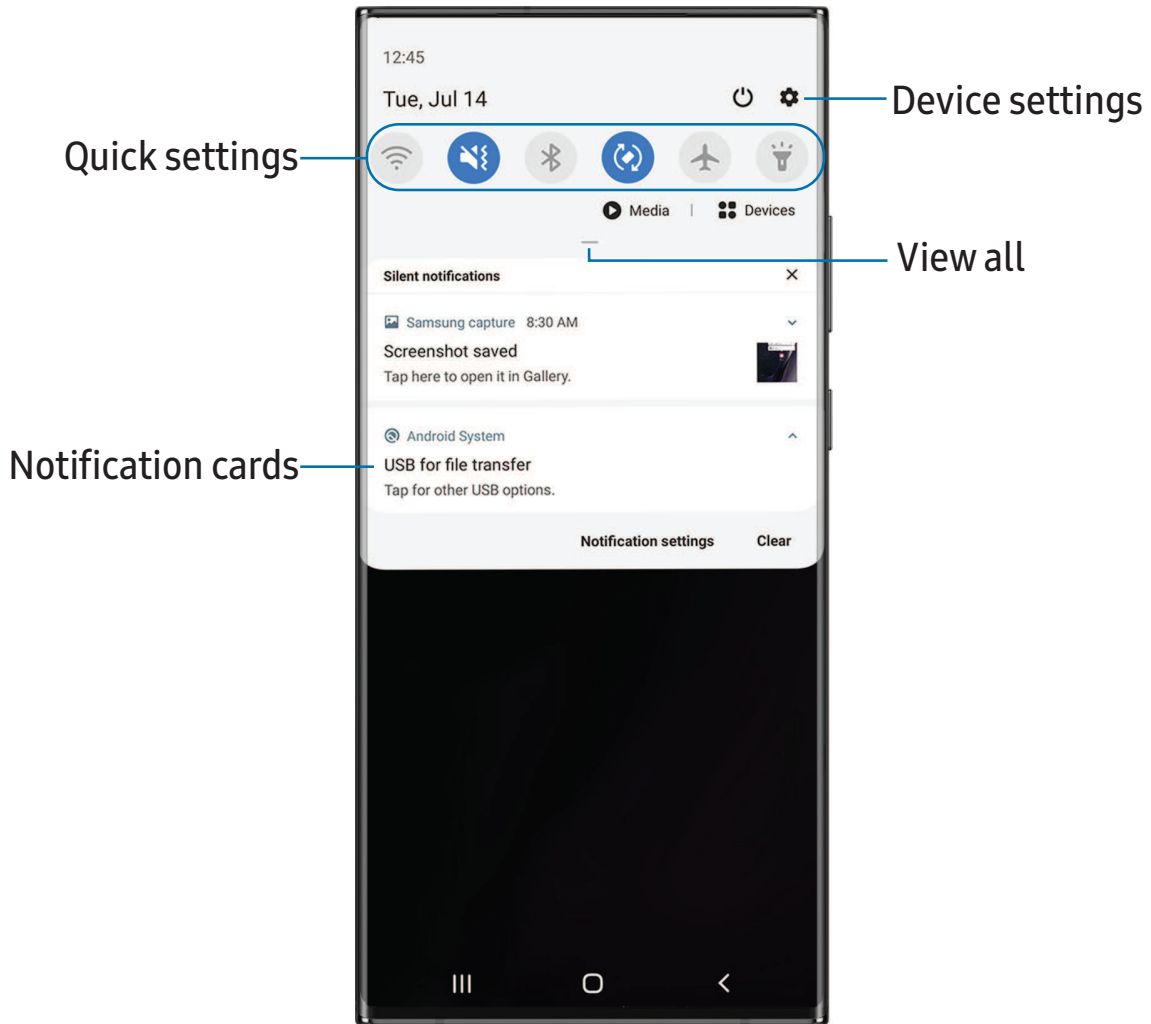 12:45
Tue, Jul 14
Device settings
Quick settings
Media | Devices
View all
Silent notifications
Samsung capture 8:30 AM
Screenshot saved
Tap here to open it in Gallery.
Android System
Notification cards
USB for file transfer
Tap for other USB options.
Notification settings Clear